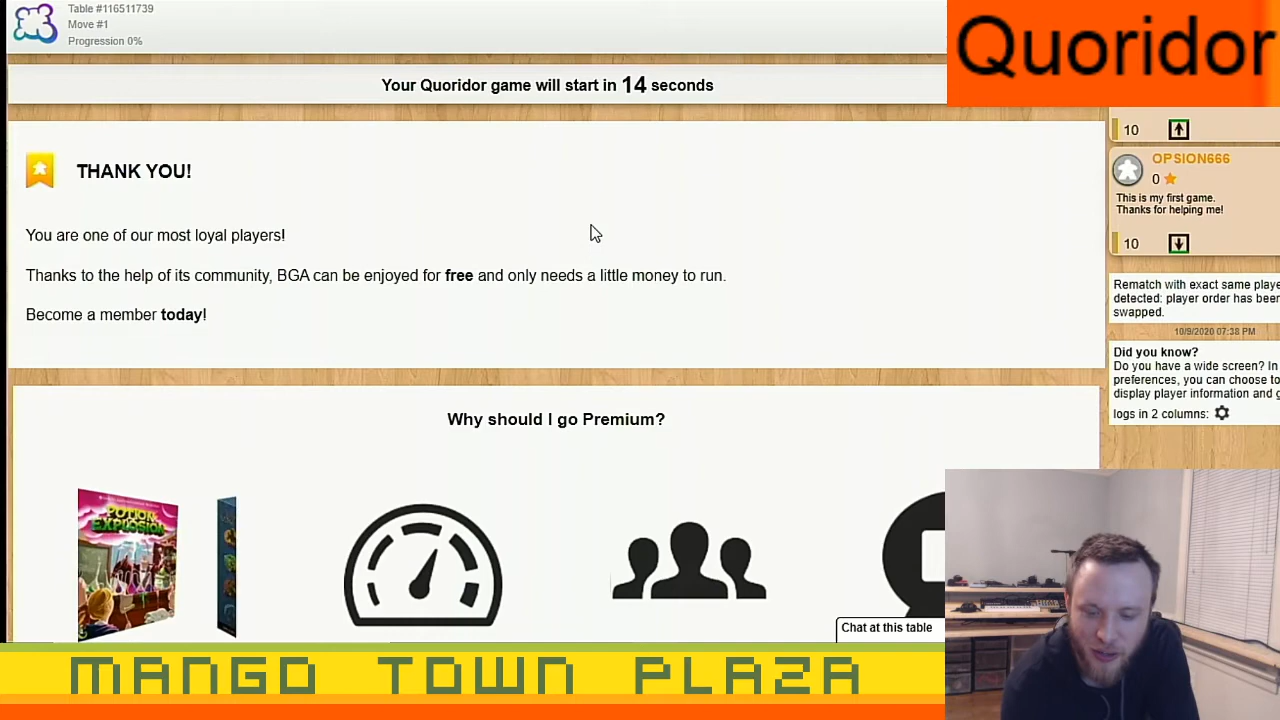 Table #116511739
Move #1
Progression 0%
Quoridor
Your Quoridor game will start in 14 seconds
10
THANK YOU!
OPSION666
0
This is my first game.
Thanks for helping me!
10
You are one of our most loyal players!
Thanks to the help of its community, BGA can be enjoyed for free and only needs a little money to run.
Become a member today!
Rematch with exact same playe
detected: player order has been
swapped.
10/9/2020 07:38 PM
Did you know?
Do you have a wide screen? In
preferences, you can choose to
display player information and g
logs in 2 columns:
Why should I go Premium?
POTION
EXPLOSION
Chat at this table
MANGO TOWN PLAZA